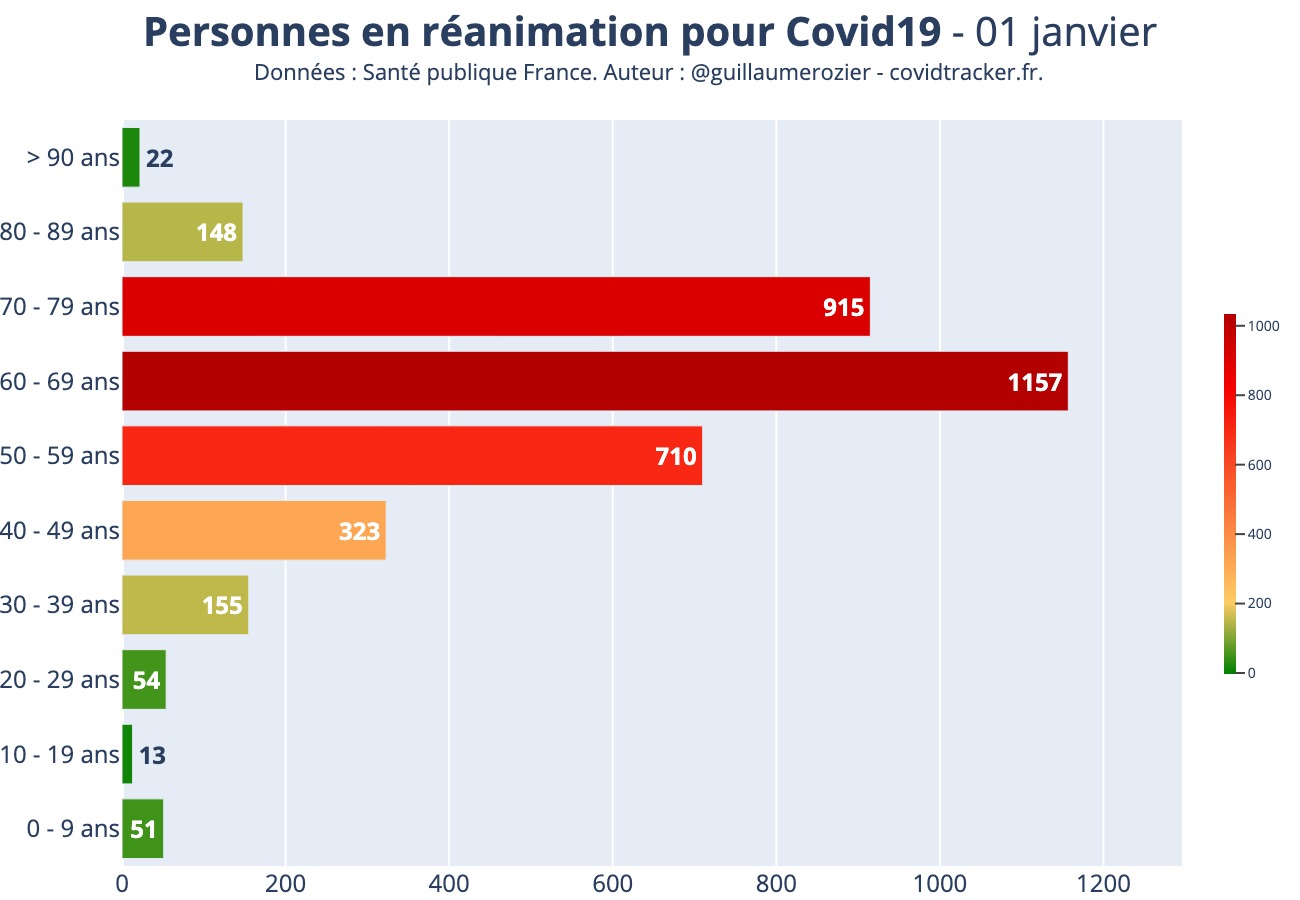 Personnes en réanimation pour Covid19 - 01 janvier
Données : Santé publique France. Auteur : @guillaumerozier - covidtracker.fr.
> 90 ans 22
80 - 89 ans 148
70 - 79 ans 915
60 - 69 ans 1157
50 - 59 ans 710
40 - 49 ans 323
30 - 39 ans 155
20 - 29 ans 54
10 - 19 ans 13
0 - 9 ans 51
0 200 400 600 800 1000 1200
1000
800
600
400
200
0